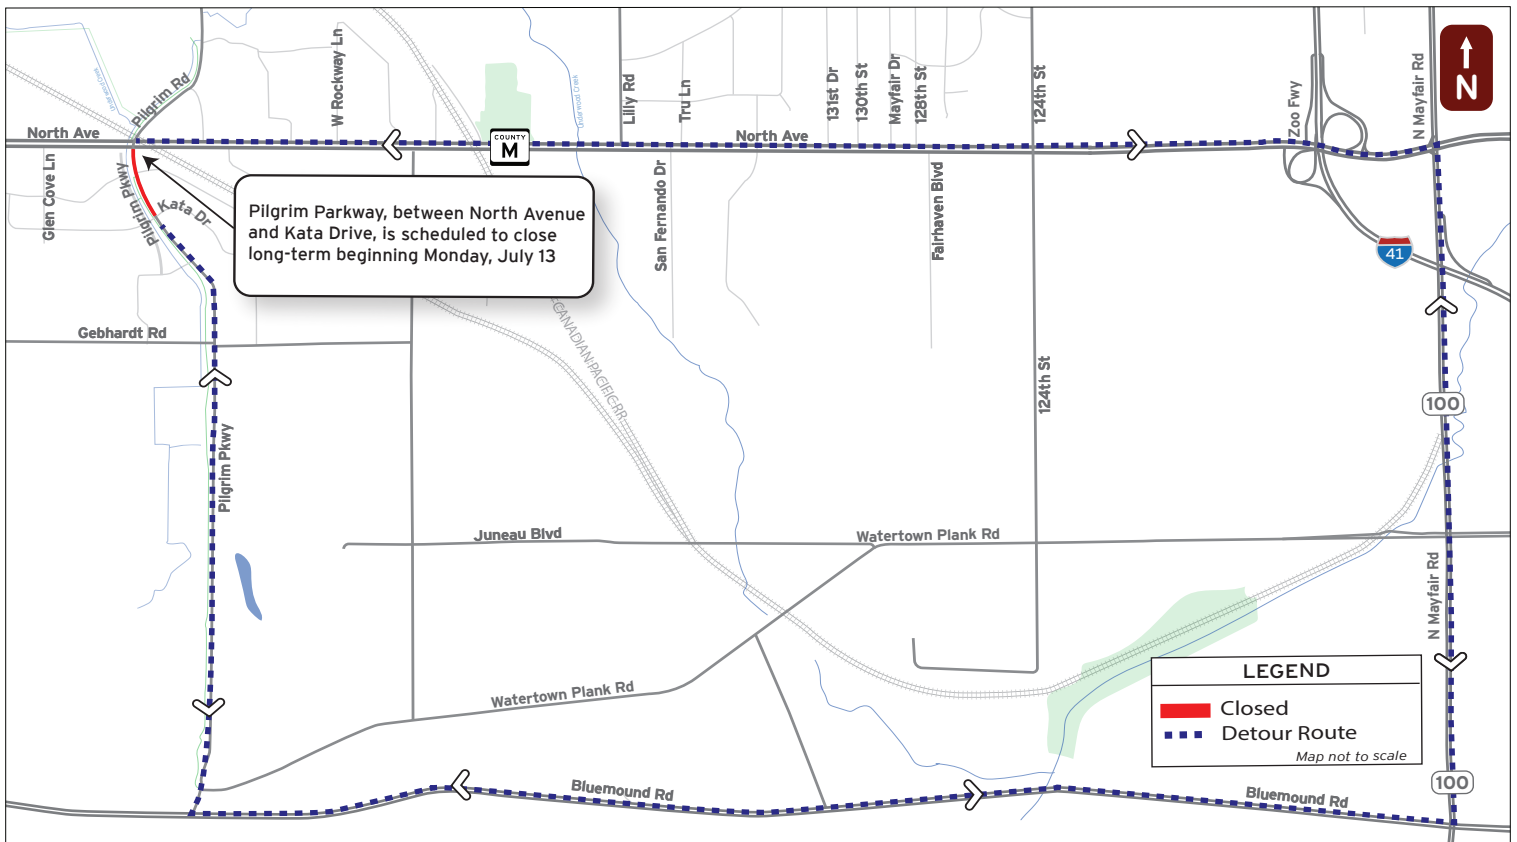 Pilgrim Rd
Underwood Creek
W Rockway Ln
Underwood Creek
Lilly Rd
Tru Ln
131st Dr
130th St
Mayfair Dr
128th St
124th St
Zoo Fwy
N Mayfair Rd
N
North Ave
COUNTY
M
North Ave
Glen Cove Ln
Pilgrim Pkwy
Kata Dr
San Fernando Dr
Fairhaven Blvd
41
Pilgrim Parkway, between North Avenue
and Kata Drive, is scheduled to close
long-term beginning Monday, July 13
Gebhardt Rd
CANADIAN PACIFIC RR
124th St
100
Pilgrim Pkwy
Juneau Blvd
Watertown Plank Rd
N Mayfair Rd
Watertown Plank Rd
LEGEND
Closed
Detour Route
Map not to scale
Bluemound Rd
Bluemound Rd
100